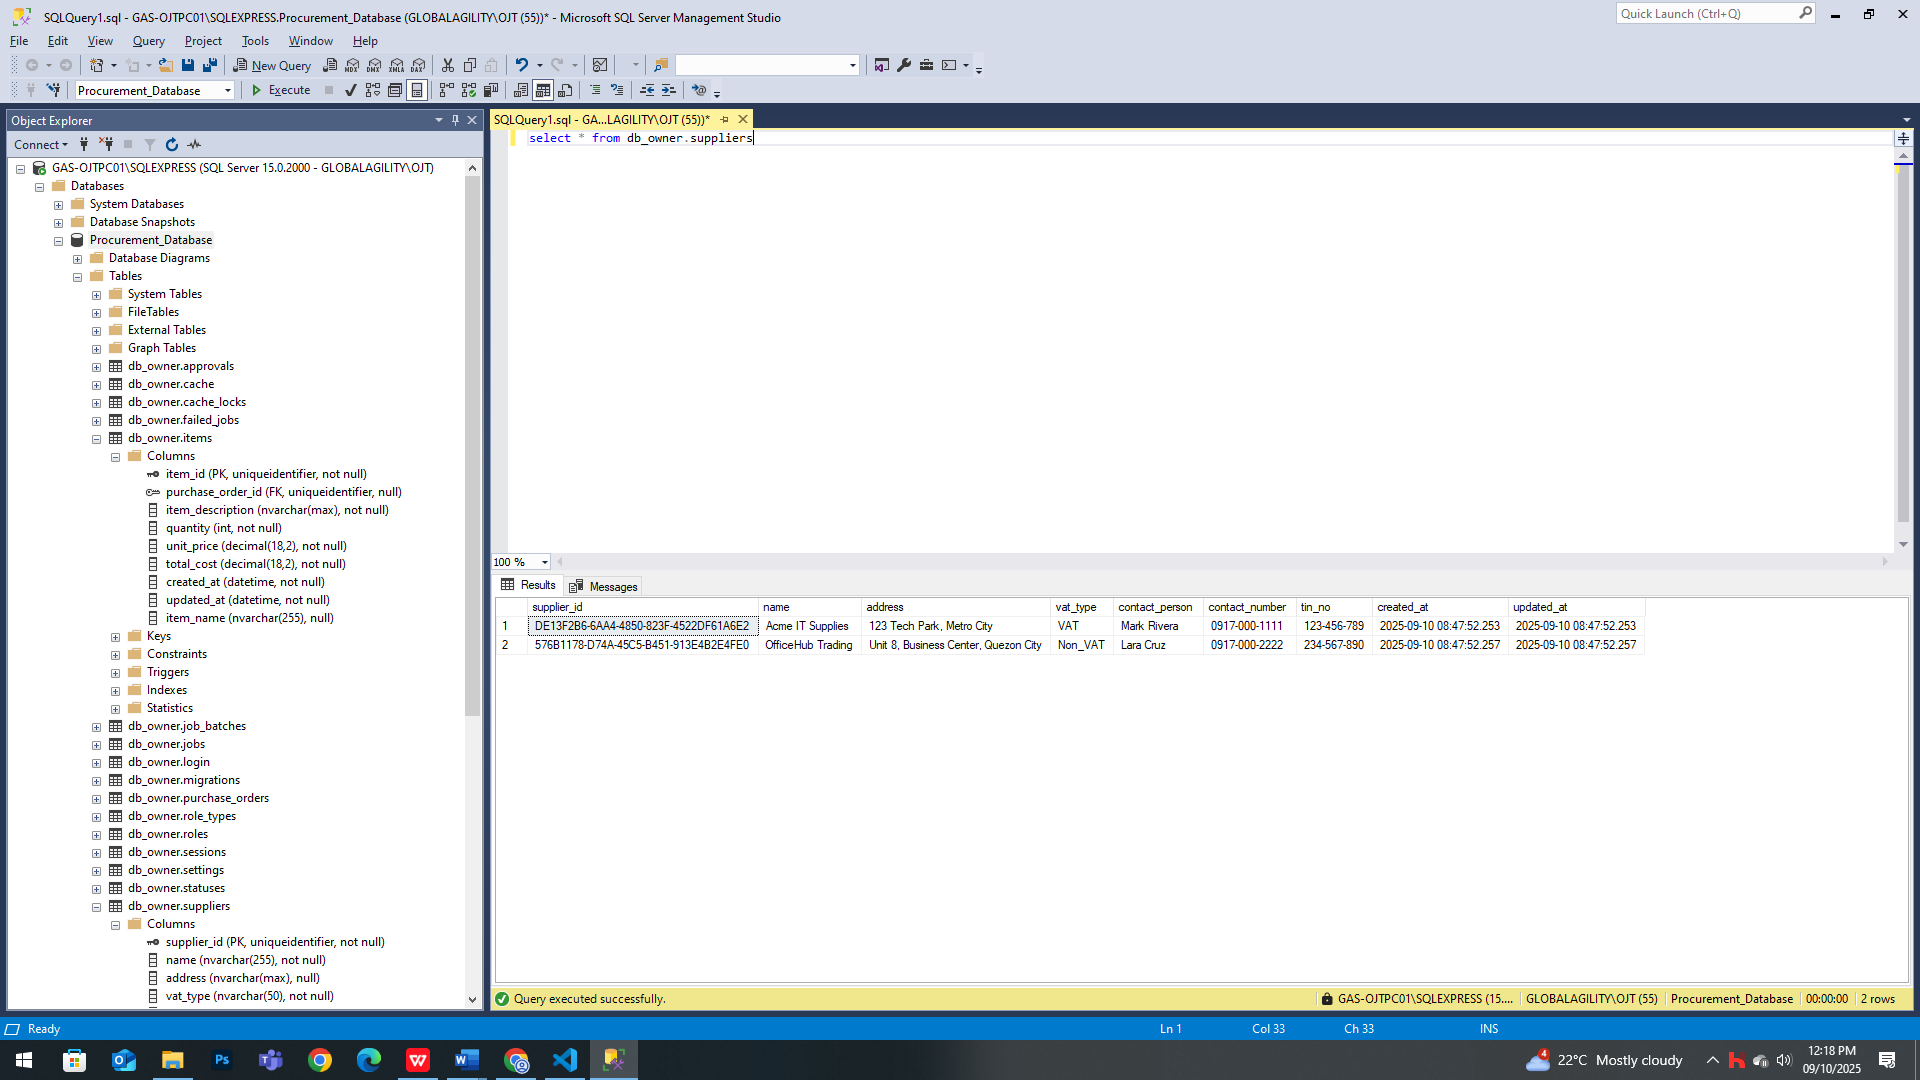 SQLQuery1.sql - GAS-OJTPC01\SQLEXPRESS.Procurement_Database (GLOBALAGILITY\OJT (55))* - Microsoft SQL Server Management Studio
Quick Launch (Ctrl+Q)
File Edit View Query Project Tools Window Help
New Query
MDX DMX XMLA DAX
Procurement_Database
Execute
Object Explorer
Connect
GAS-OJTPC01\SQLEXPRESS (SQL Server 15.0.2000 - GLOBALAGILITY\OJT)
Databases
System Databases
Database Snapshots
Procurement_Database
Database Diagrams
Tables
System Tables
FileTables
External Tables
Graph Tables
db_owner.approvals
db_owner.cache
db_owner.cache_locks
db_owner.failed_jobs
db_owner.items
Columns
item_id (PK, uniqueidentifier, not null)
purchase_order_id (FK, uniqueidentifier, null)
item_description (nvarchar(max), not null)
quantity (int, not null)
unit_price (decimal(18,2), not null)
total_cost (decimal(18,2), not null)
created_at (datetime, not null)
updated_at (datetime, not null)
item_name (nvarchar(255), not null)
Keys
Constraints
Triggers
Indexes
Statistics
db_owner.job_batches
db_owner.jobs
db_owner.login
db_owner.migrations
db_owner.purchase_orders
db_owner.role_types
db_owner.roles
db_owner.sessions
db_owner.settings
db_owner.statuses
db_owner.suppliers
Columns
supplier_id (PK, uniqueidentifier, not null)
name (nvarchar(255), not null)
address (nvarchar(max), null)
vat_type (nvarchar(50), not null)
SQLQuery1.sql - GA...LAGILITY\OJT (55))*
select * from db_owner.suppliers
100 %
Results Messages
supplier_id name address vat_type contact_person contact_number tin_no created_at updated_at
1 DE13F2B6-6AA4-4850-823F-4522DF61A6E2 Acme IT Supplies 123 Tech Park, Metro City VAT Mark Rivera 0917-000-1111 123-456-789 2025-09-10 08:47:52.253 2025-09-10 08:47:52.253
2 576B1178-D74A-45C5-B451-913E4B2E4FE0 OfficeHub Trading Unit 8, Business Center, Quezon City Non_VAT Lara Cruz 0917-000-2222 234-567-890 2025-09-10 08:47:52.257 2025-09-10 08:47:52.257
Query executed successfully.
GAS-OJTPC01\SQLEXPRESS (15.... GLOBALAGILITY\OJT (55) Procurement_Database 00:00:00 2 rows
Ready Ln 1 Col 33 Ch 33 INS
Ps
W
W
4
22°C Mostly cloudy
12:18 PM
09/10/2025